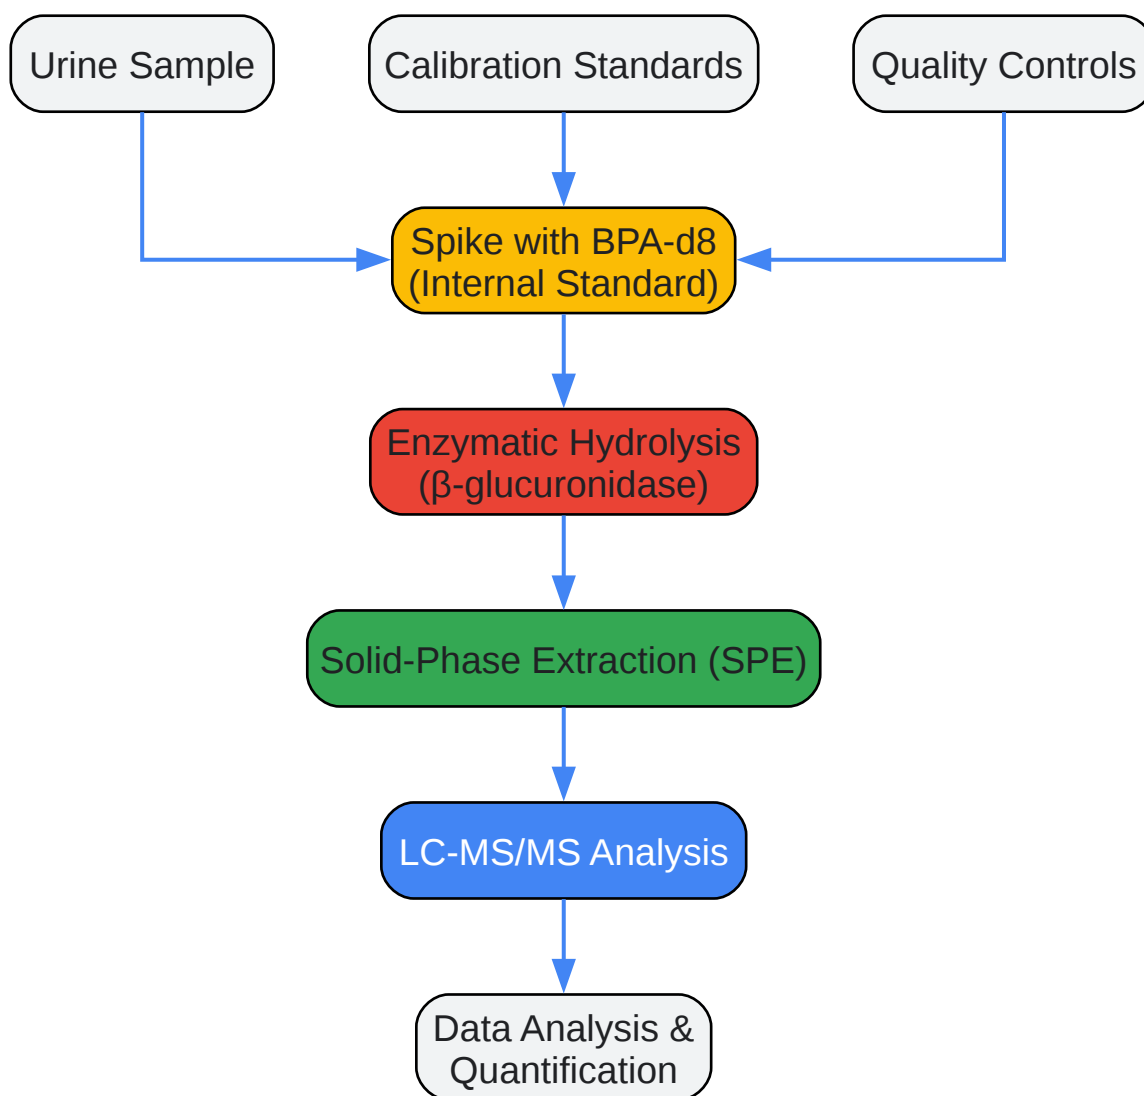 Urine Sample
Calibration Standards
Quality Controls
Spike with BPA-d8
(Internal Standard)
Enzymatic Hydrolysis
(β-glucuronidase)
Solid-Phase Extraction (SPE)
LC-MS/MS Analysis
Data Analysis &
Quantification